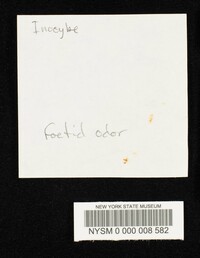 Inocybe
Foetid odor
NEW YORK STATE MUSEUM
NYSM 0 000 008 582